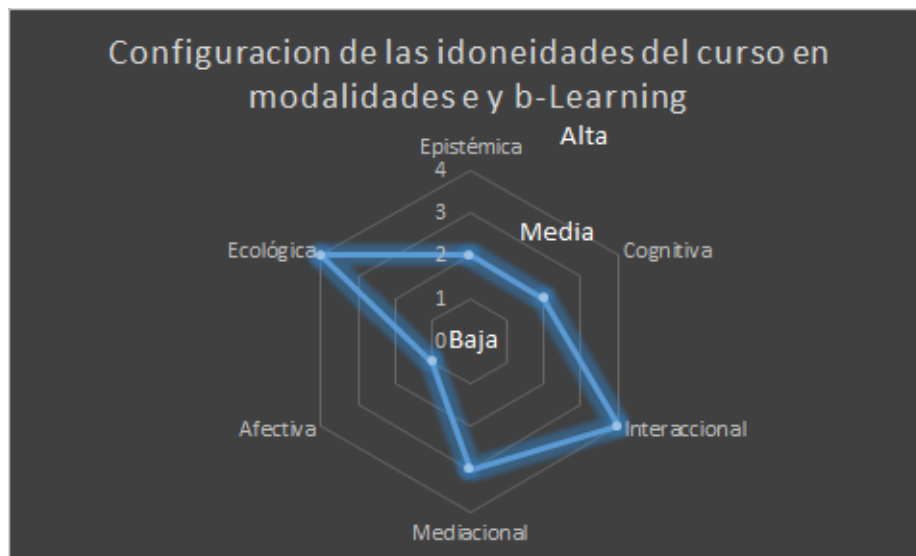 Configuracion de las idoneidades del curso en
modalidades e y b-Learning
Alta
Epistémica
4
3
Media
Ecológica
2
Cognitiva
1
0
Baja
Afectiva
Interaccional
Mediacional